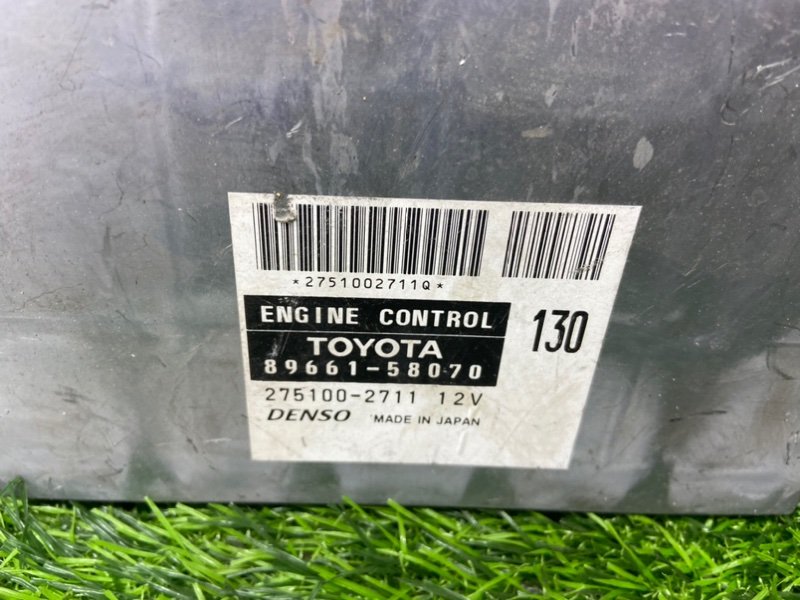 *2751002711Q*
ENGINE CONTROL
130
TOYOTA
89661-58070
275100-2711 12V
DENSO MADE IN JAPAN